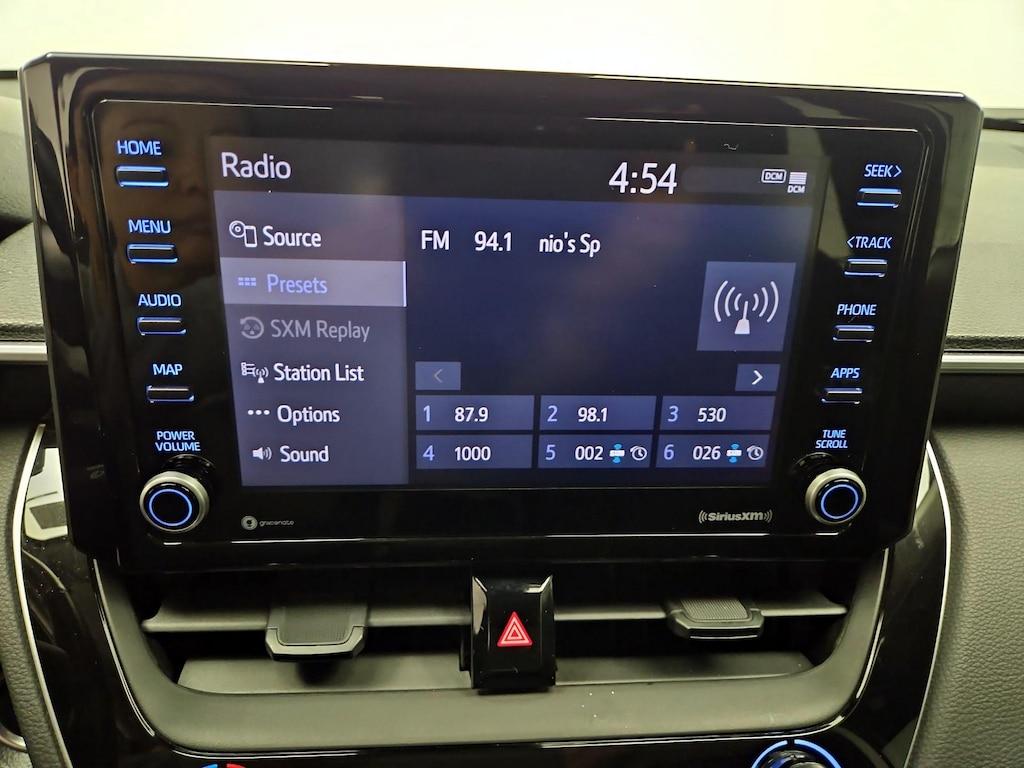 HOME
MENU
AUDIO
MAP
POWER
VOLUME
Radio
4:54
DCM
DCM
Source
Presets
SXM Replay
Station List
Options
Sound
FM 94.1 nio's Sp
<
>
1 87.9
2 98.1
3 530
4 1000
5 002 SXM
6 026 SXM
SEEK>
<TRACK
PHONE
APPS
TUNE
SCROLL
gracenote
SiriusXM